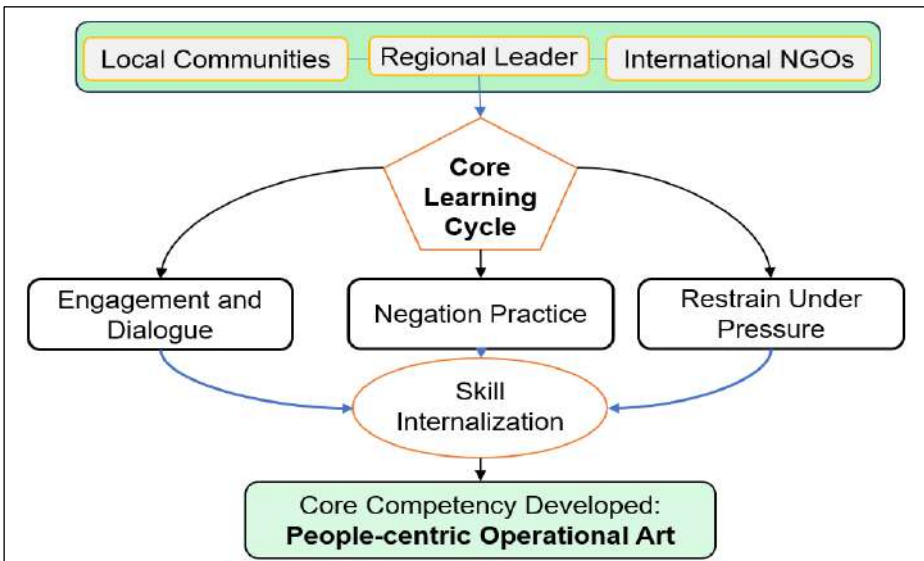 Local Communities
Regional Leader
International NGOs
Core
Learning
Cycle
Engagement and
Dialogue
Negation Practice
Restrain Under
Pressure
Skill
Internalization
Core Competency Developed:
People-centric Operational Art